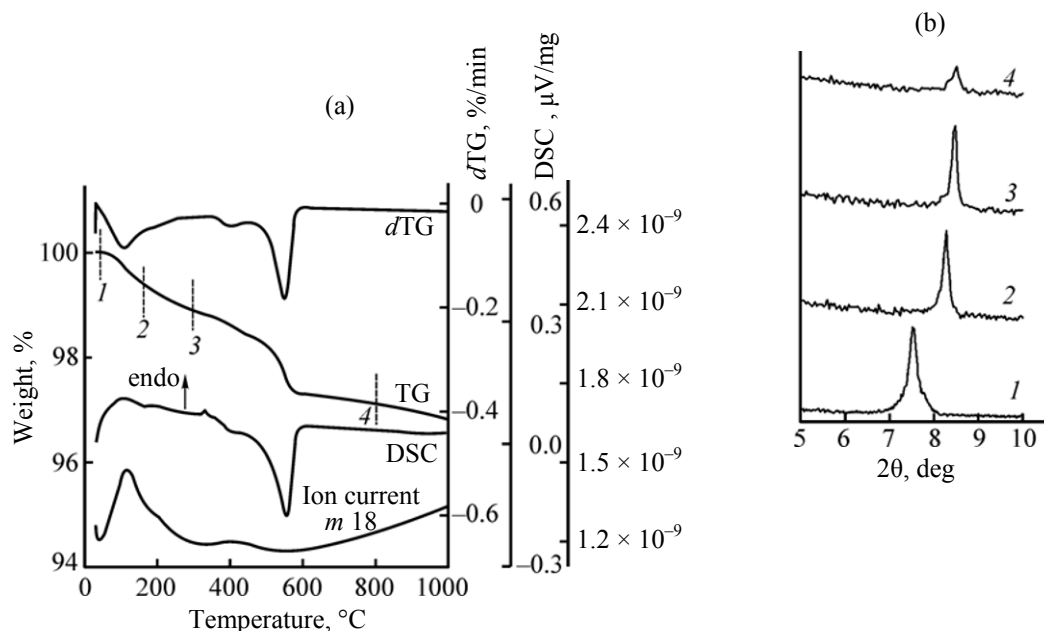 (a)
(b)
dTG, %/min
DSC , μV/mg
0
0.6
2.4 × 10⁻⁹
dTG
100
1
2
3
–0.2
2.1 × 10⁻⁹
0.3
98
Weight, %
endo
TG
4
–0.4
1.8 × 10⁻⁹
DSC
0.0
96
1.5 × 10⁻⁹
Ion current
m 18
–0.6
1.2 × 10⁻⁹
94
–0.3
0 200 400 600 800 1000
Temperature, °C
4
3
2
1
5 6 7 8 9 10
2θ, deg